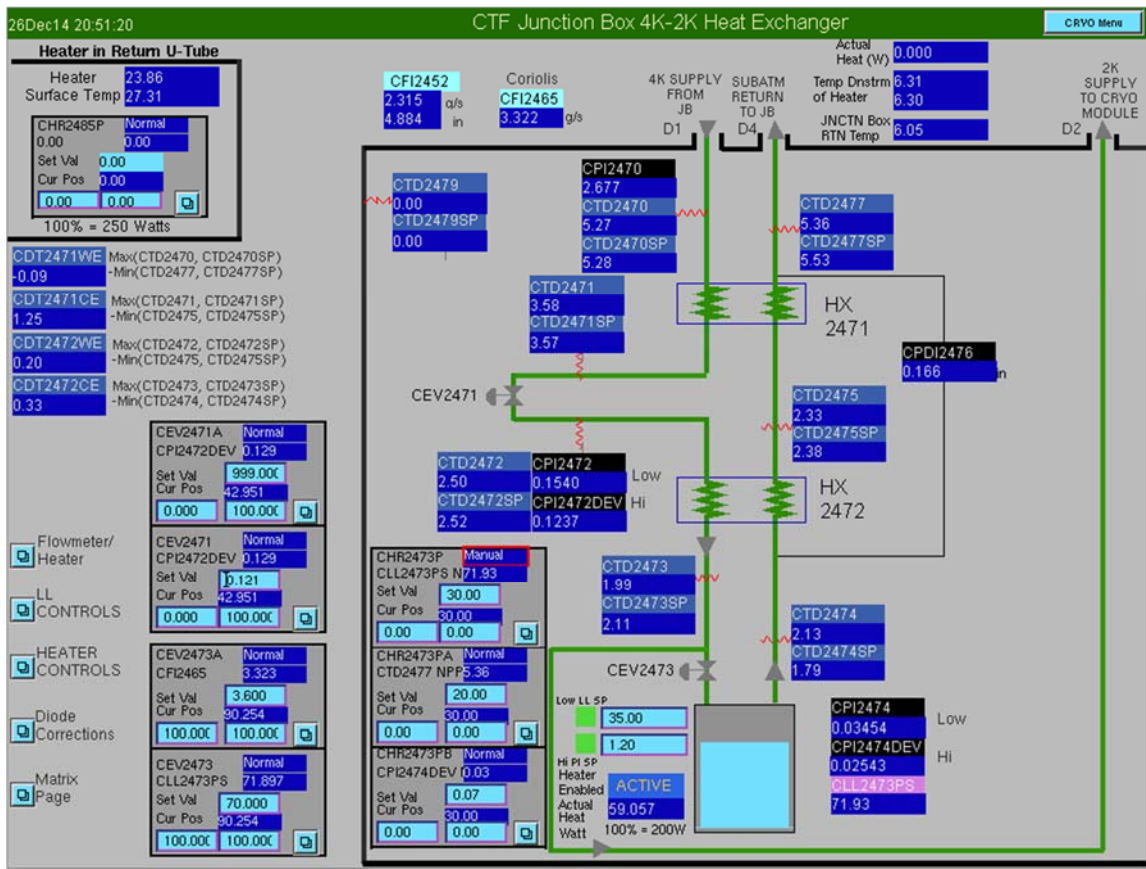 26Dec14 20:51:20
CTF Junction Box 4K-2K Heat Exchanger
CRYO Menu
Heater in Return U-Tube
Heater 23.86
Surface Temp 27.31
CHR2485P Normal
0.00 0.00
Set Val 0.00
Cur Pos 0.00
0.00 0.00
100% = 250 Watts
CFI2452
2.315 g/s
4.884 in
Coriolis
CFI2465
3.322 g/s
4K SUPPLY
FROM
JB
D1
SUBATM
RETURN
TO JB
D4
Actual
Heat (W) 0.000
Temp Dnstrm 6.31
of Heater 6.30
JNCTN Box
RTN Temp 6.05
2K
SUPPLY
TO CRYO
MODULE
D2
CDT2471WE Max(CTD2470, CTD2470SP)
-0.09 -Min(CTD2477, CTD2477SP)
CDT2471CE Max(CTD2471, CTD2471SP)
1.25 -Min(CTD2475, CTD2475SP)
CDT2472WE Max(CTD2472, CTD2472SP)
0.20 -Min(CTD2475, CTD2475SP)
CDT2472CE Max(CTD2473, CTD2473SP)
0.33 -Min(CTD2474, CTD2474SP)
CTD2479
0.00
CTD2479SP
0.00
CPI2470
2.677
CTD2470
5.27
CTD2470SP
5.28
CTD2477
5.36
CTD2477SP
5.53
CTD2471
3.58
CTD2471SP
3.57
HX
2471
CPDI2476
0.166 in
CEV2471
CTD2475
2.33
CTD2475SP
2.38
CTD2472
2.50
CTD2472SP
2.52
CPI2472
0.1540
Low
CPI2472DEV Hi
0.1237
HX
2472
CEV2471A Normal
CPI2472DEV 0.129
Set Val 999.000
Cur Pos 42.951
0.000 100.000
CEV2471 Normal
CPI2472DEV 0.129
Set Val 0.121
Cur Pos 42.951
0.000 100.000
CEV2473A Normal
CFI2465 3.323
Set Val 3.600
Cur Pos 90.254
100.000 100.000
CEV2473 Normal
CLL2473PS 71.897
Set Val 70.000
Cur Pos 90.254
100.000 100.000
Flowmeter/
Heater
LL
CONTROLS
HEATER
CONTROLS
Diode
Corrections
Matrix
Page
CHR2473P Manual
CLL2473PS N 71.93
Set Val 30.00
Cur Pos 30.00
0.00 0.00
CHR2473PA Normal
CTD2477 NPP 5.36
Set Val 20.00
Cur Pos 30.00
0.00 0.00
CHR2473PB Normal
CPI2474DEV 0.03
Set Val 0.07
Cur Pos 30.00
0.00 0.00
CTD2473
1.99
CTD2473SP
2.11
CTD2474
2.13
CTD2474SP
1.79
CEV2473
Low LL SP
35.00
1.20
Hi PI SP
Heater
Enabled ACTIVE
Actual
Heat 59.057
Watt 100% = 200W
CPI2474
0.03454
Low
CPI2474DEV
0.02543
Hi
CLL2473PS
71.93